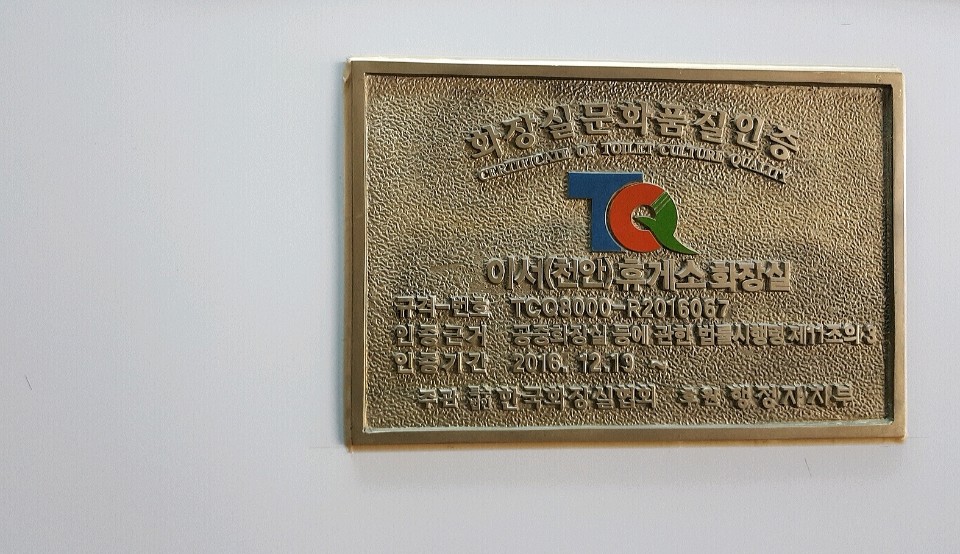 화장실문화품질인증
CERTIFICATE OF TOILET CULTURE QUALITY
TQ
이서(천안)휴게소화장실
규격-번호 TCQ8000-R2016067
인증근거 공중화장실 등에 관한 법률시행령제11조의3
인증기간 2016. 12.19 ~
주관 한국화장실협회 후원 행정자치부